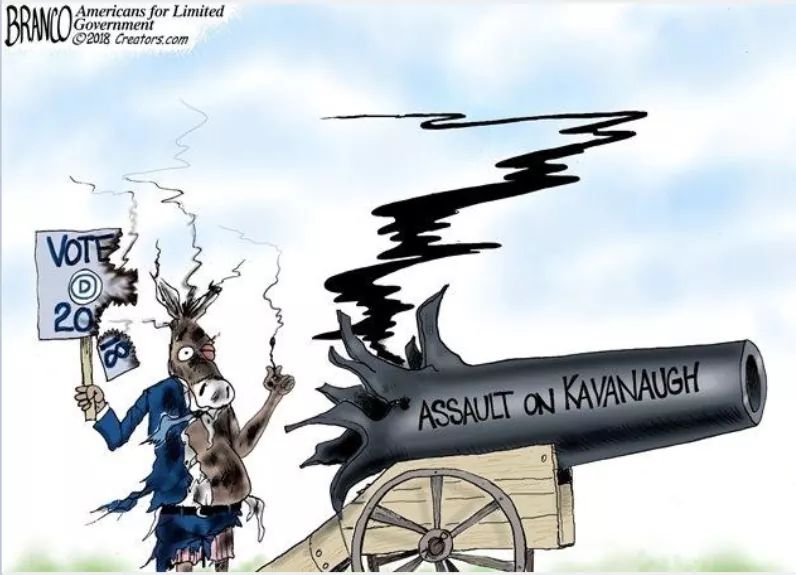 BRANCO
Americans for Limited
Government
©2018 Creators.com
VOTE
D
20
18
ASSAULT ON KAVANAUGH